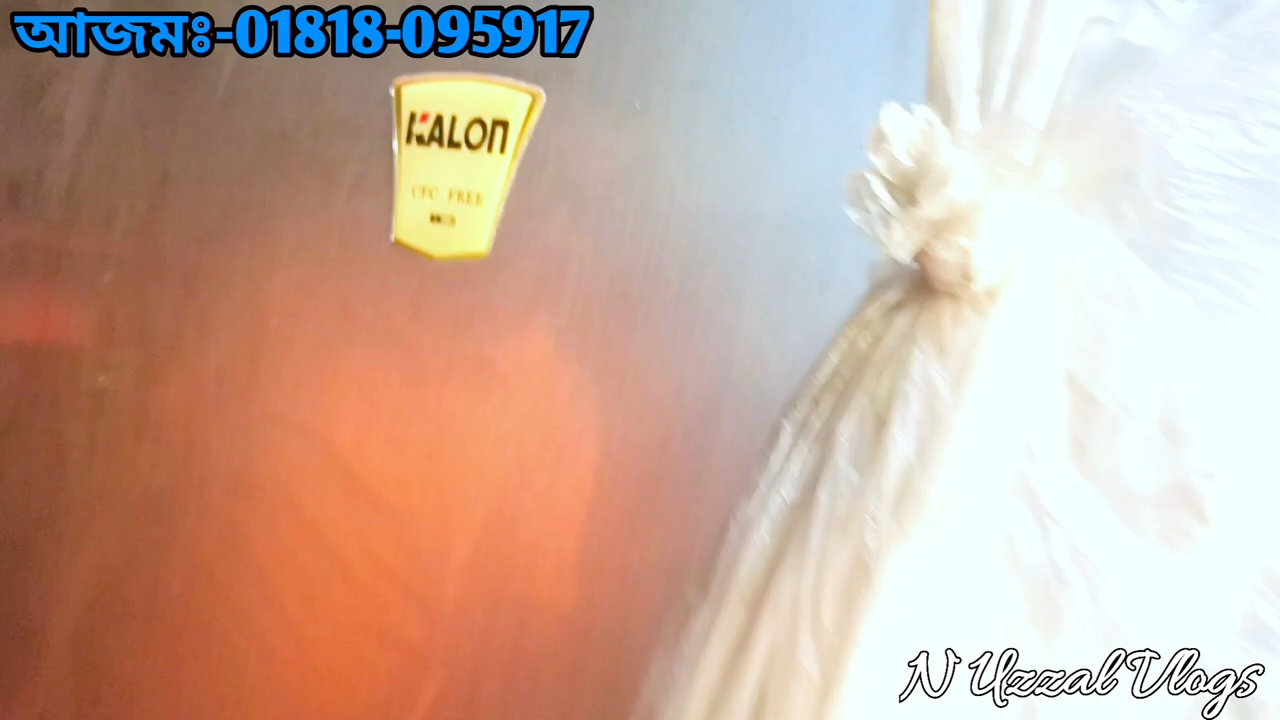 আজমঃ-01818-095917
KALON
CFC FREE
N Uzzal Vlogs